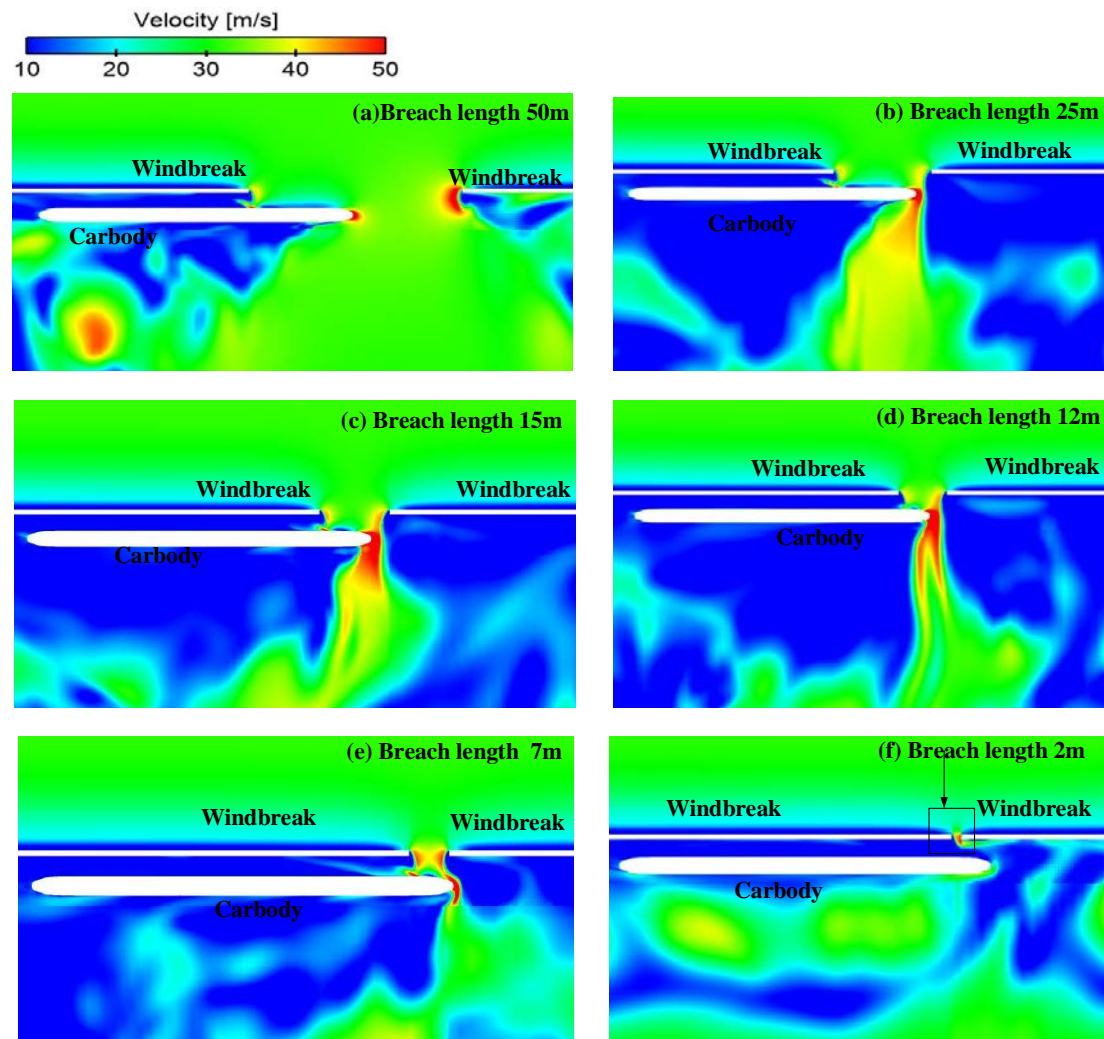 Velocity [m/s]
10 20 30 40 50
(a)Breach length 50m
Windbreak
Windbreak
Carbody
(b) Breach length 25m
Windbreak
Windbreak
Carbody
(c) Breach length 15m
Windbreak
Windbreak
Carbody
(d) Breach length 12m
Windbreak
Windbreak
Carbody
(e) Breach length 7m
Windbreak
Windbreak
Carbody
(f) Breach length 2m
Windbreak
Windbreak
Carbody